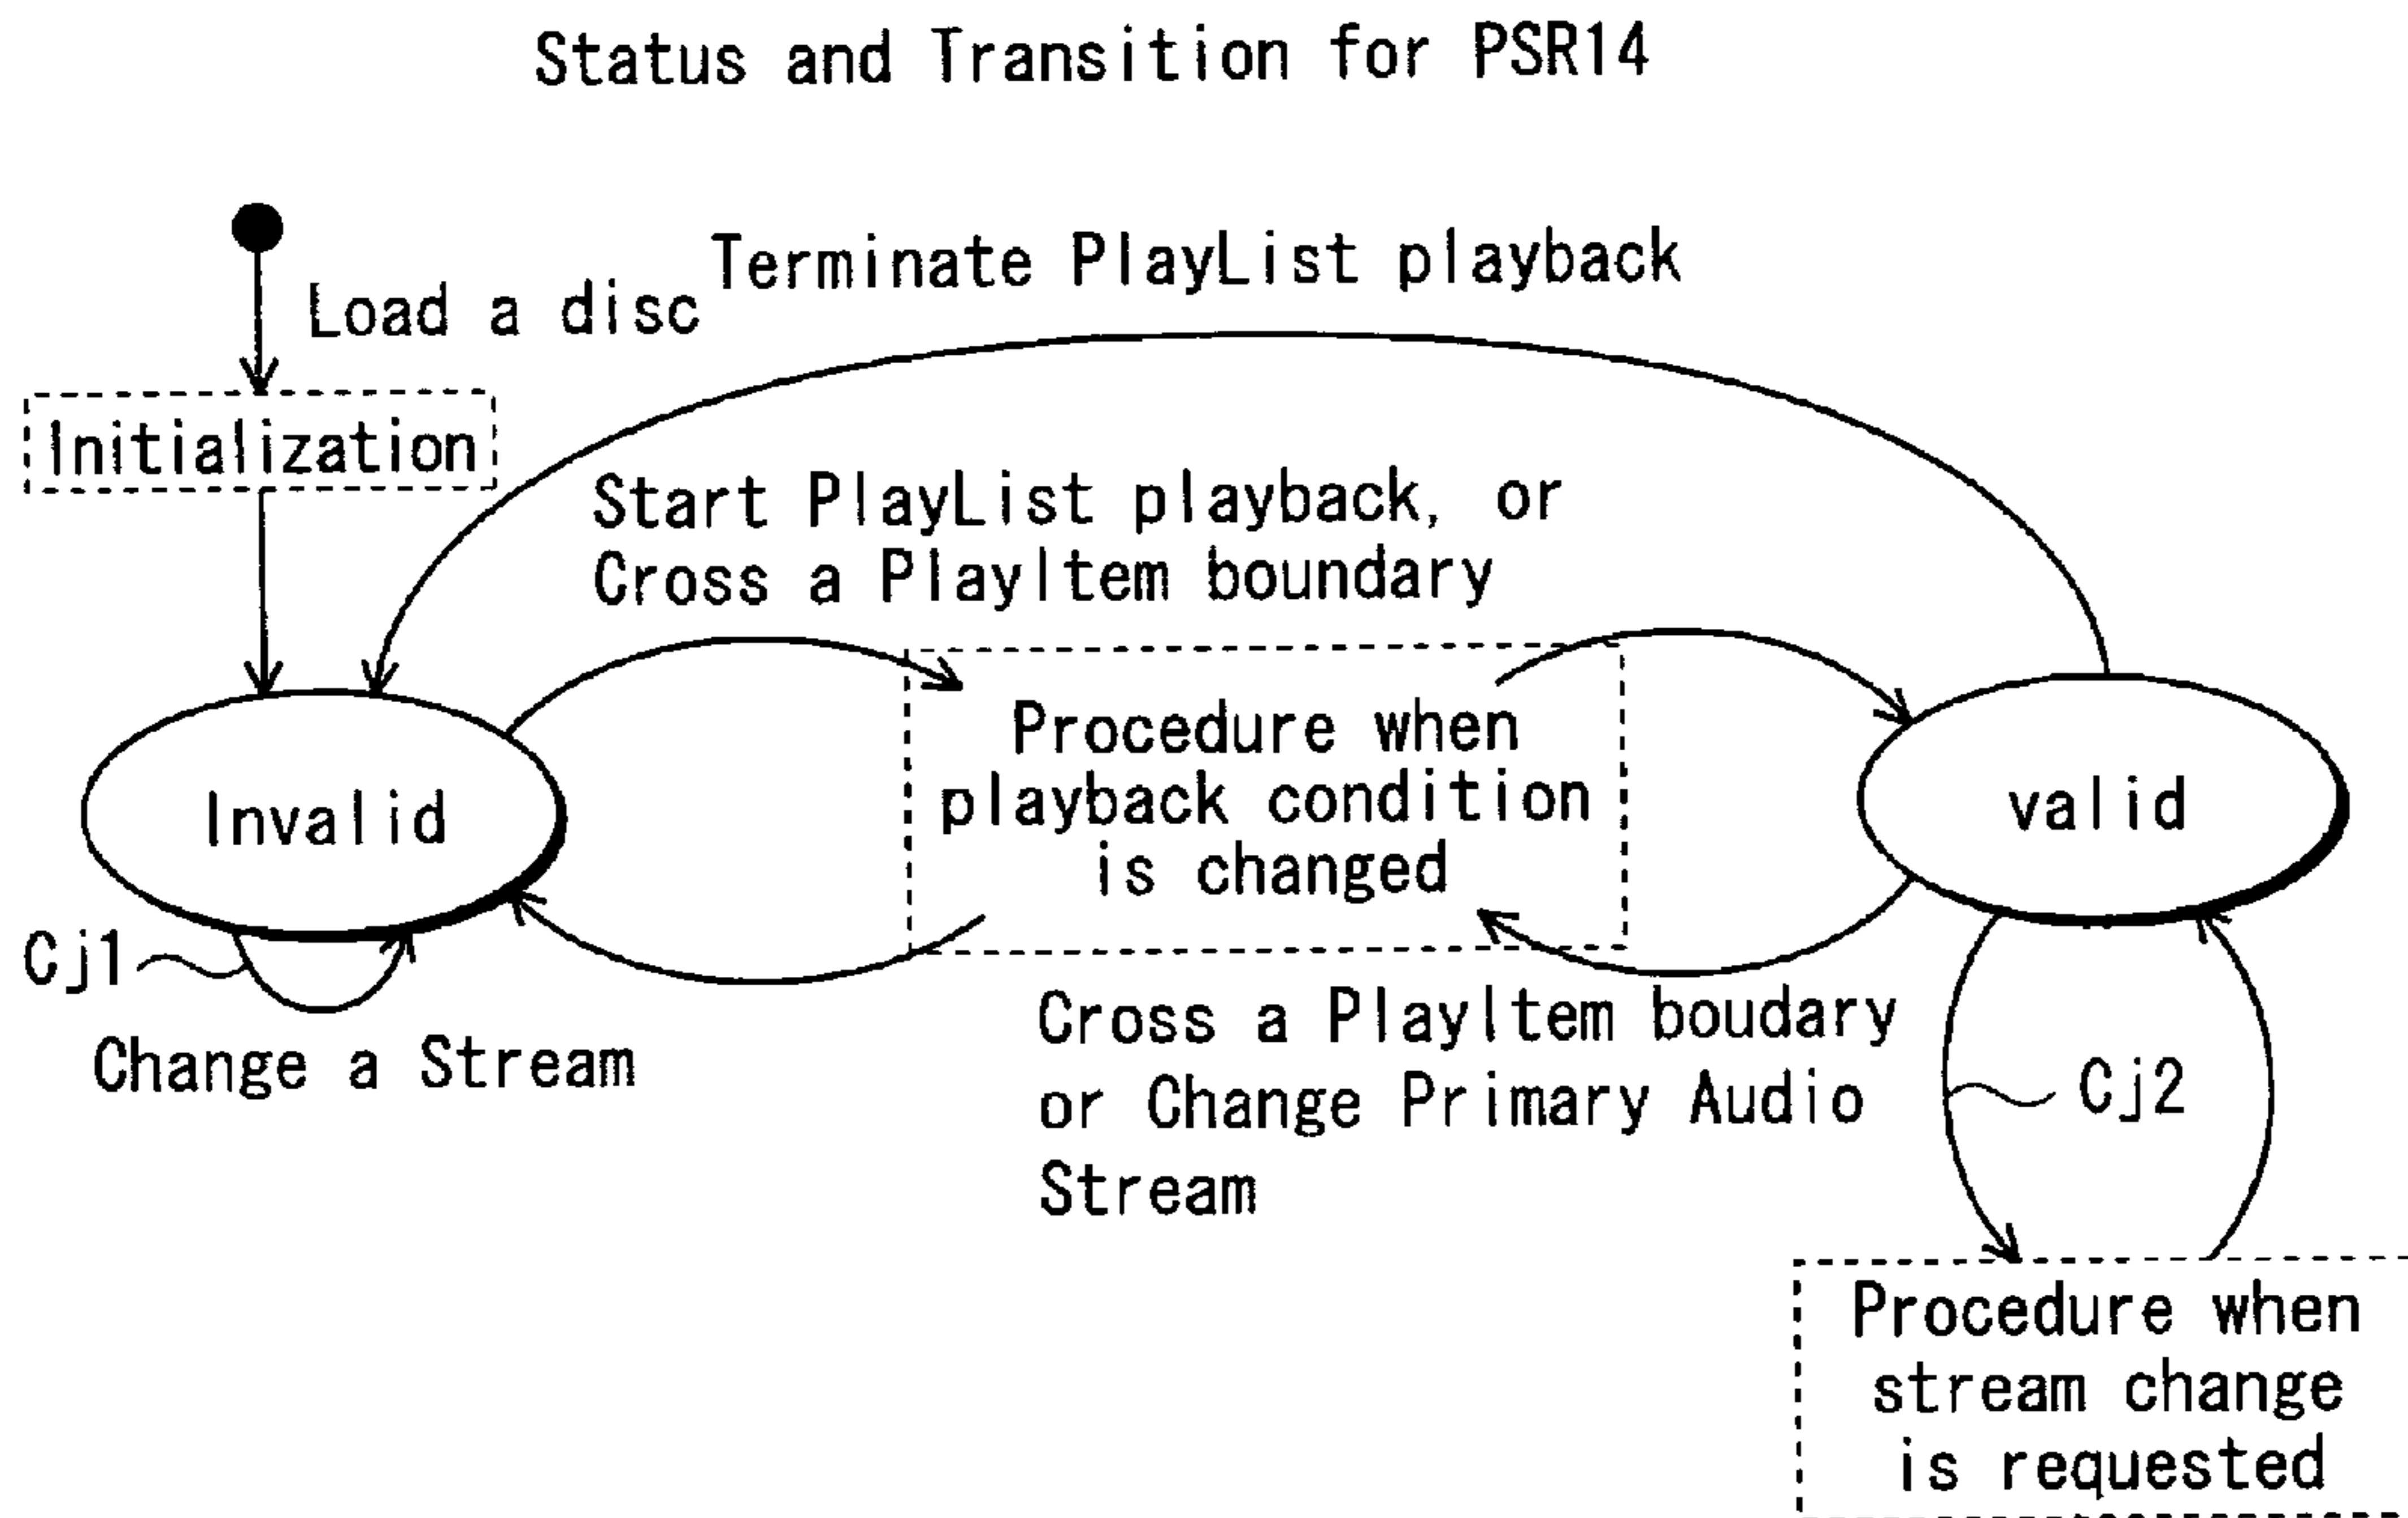 Status and Transition for PSR14
Load a disc
Terminate PlayList playback
Initialization
Start PlayList playback, or
Cross a PlayItem boundary
Procedure when
playback condition
is changed
Invalid
valid
Cj1
Change a Stream
Cross a PlayItem boudary
or Change Primary Audio
Stream
Cj2
Procedure when
stream change
is requested